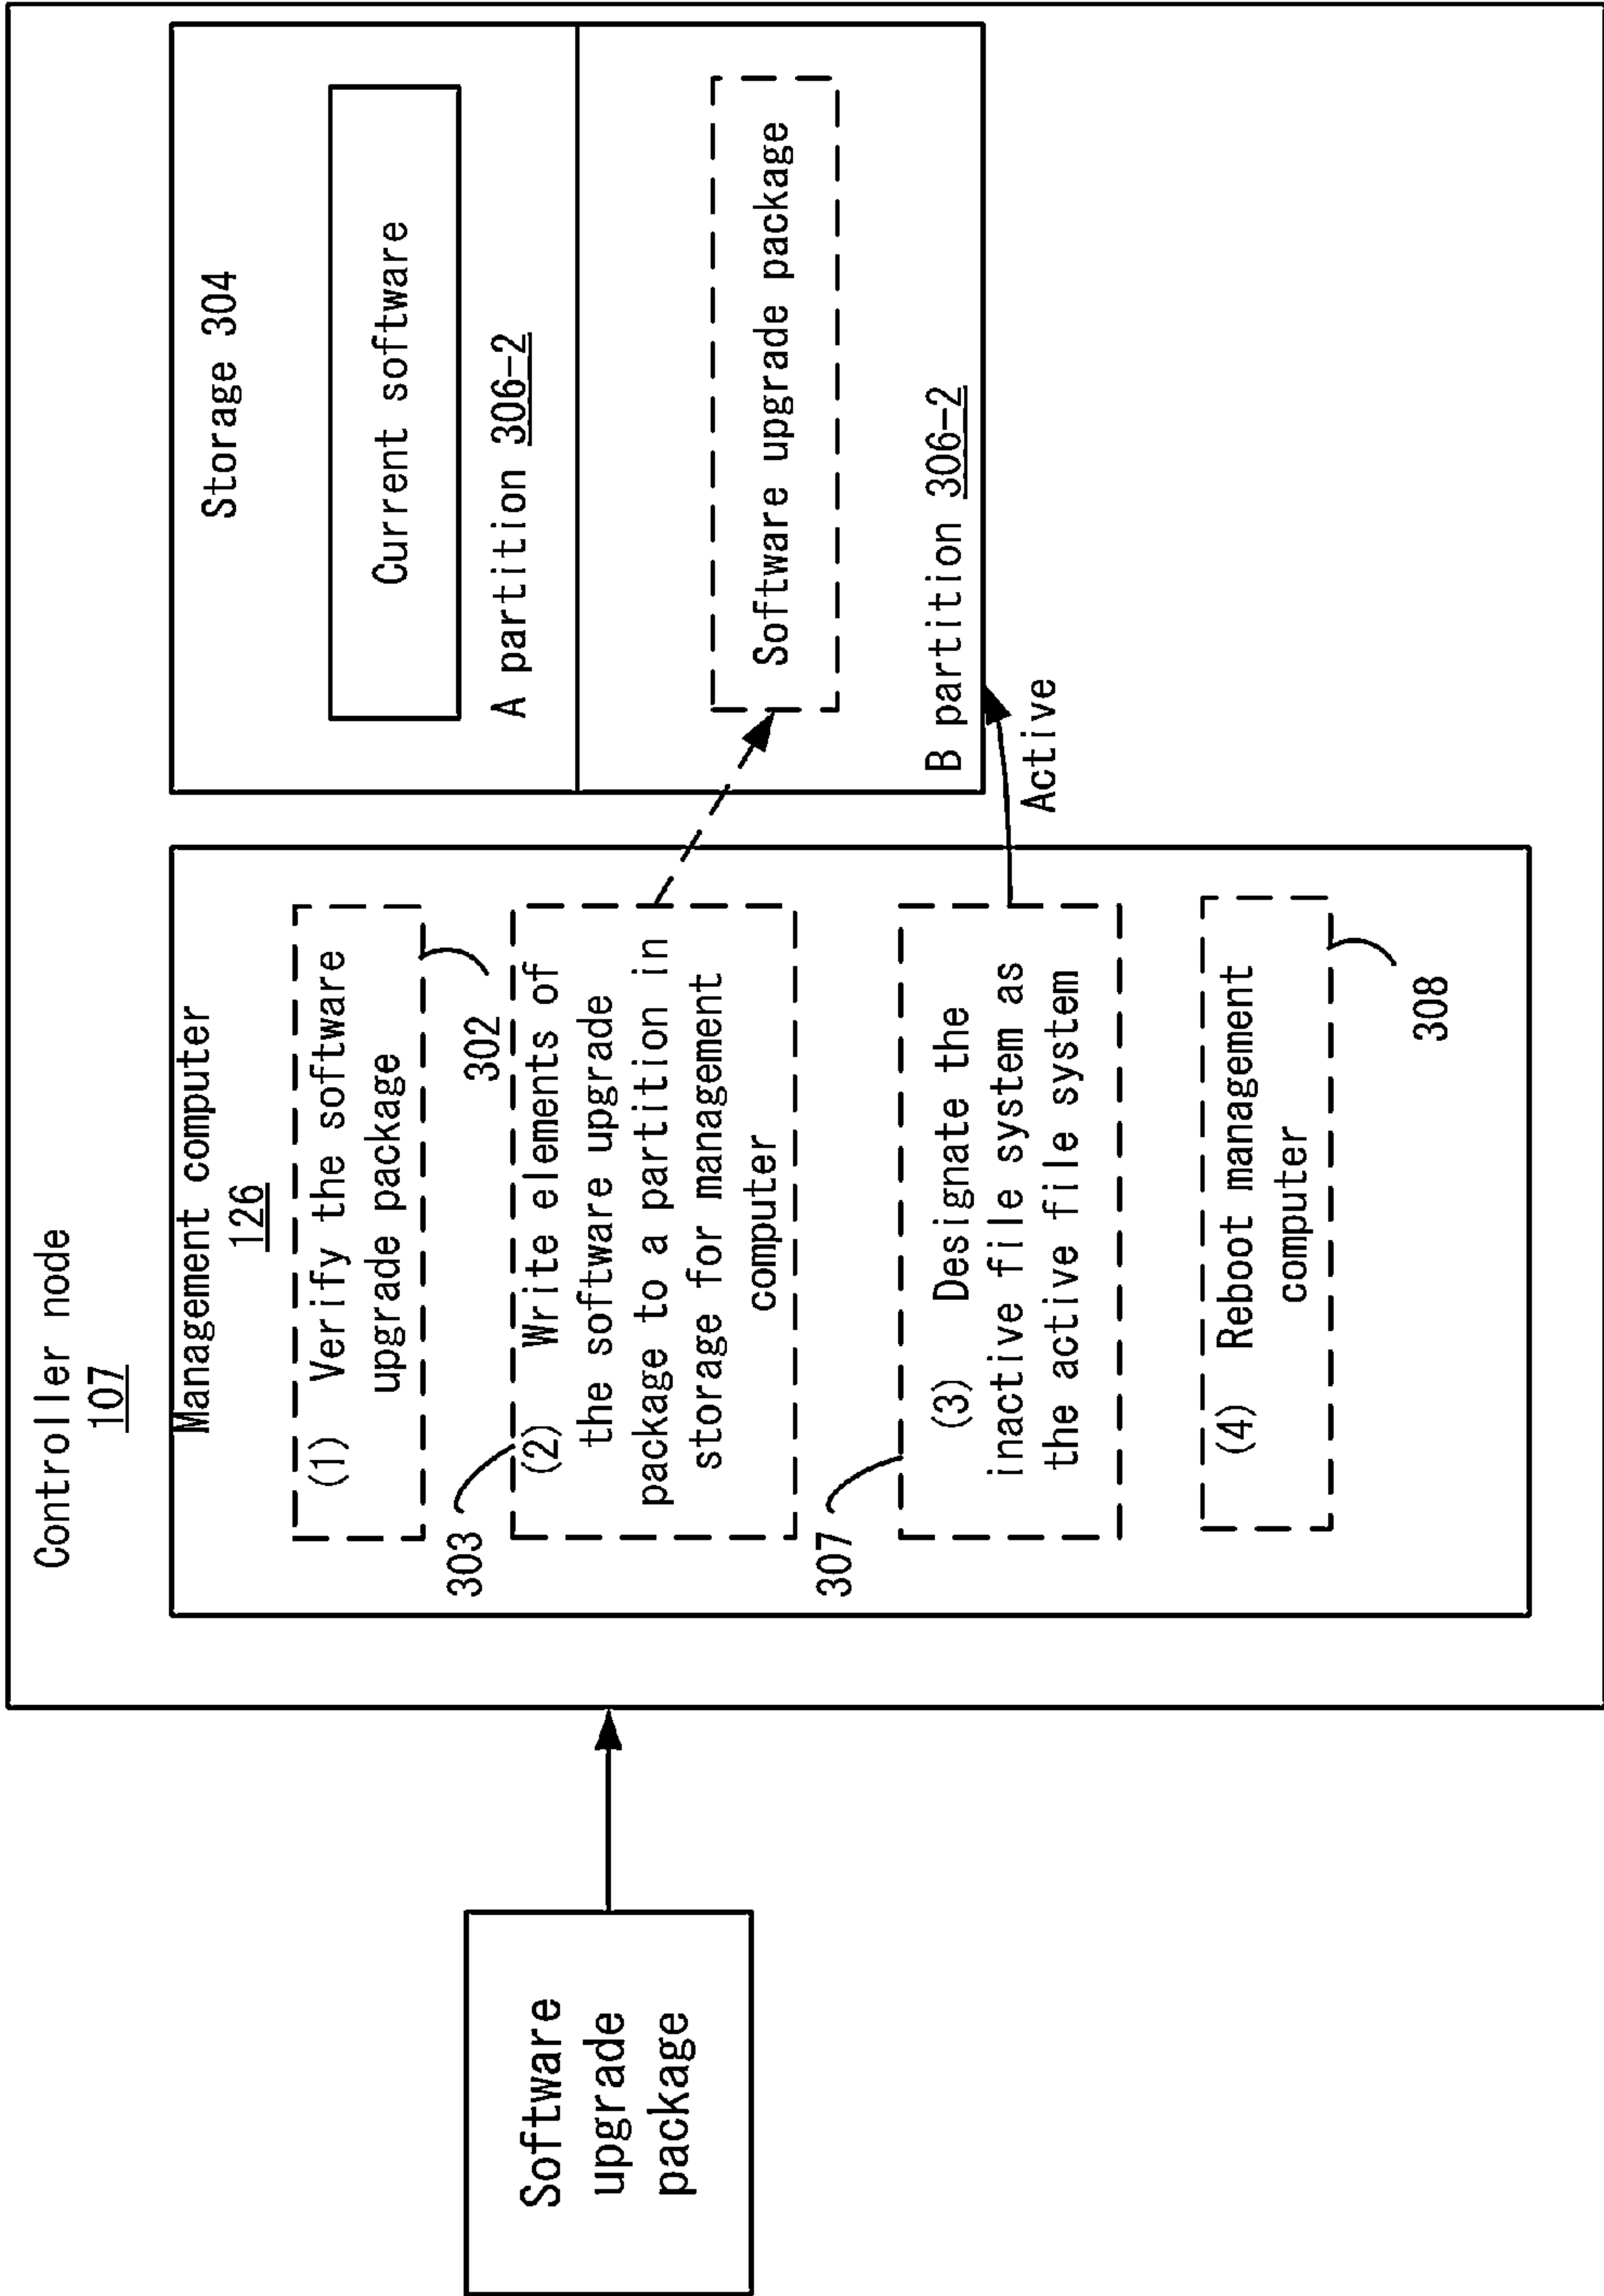 Controller node
107
Management computer
126
(1) Verify the software
upgrade package
302
303
(2) Write elements of
the software upgrade
package to a partition in
storage for management
computer
307
(3) Designate the
inactive file system as
the active file system
(4) Reboot management
computer
308
Storage 304
Current software
A partition 306-2
Software upgrade package
B partition 306-2
Active
Software
upgrade
package